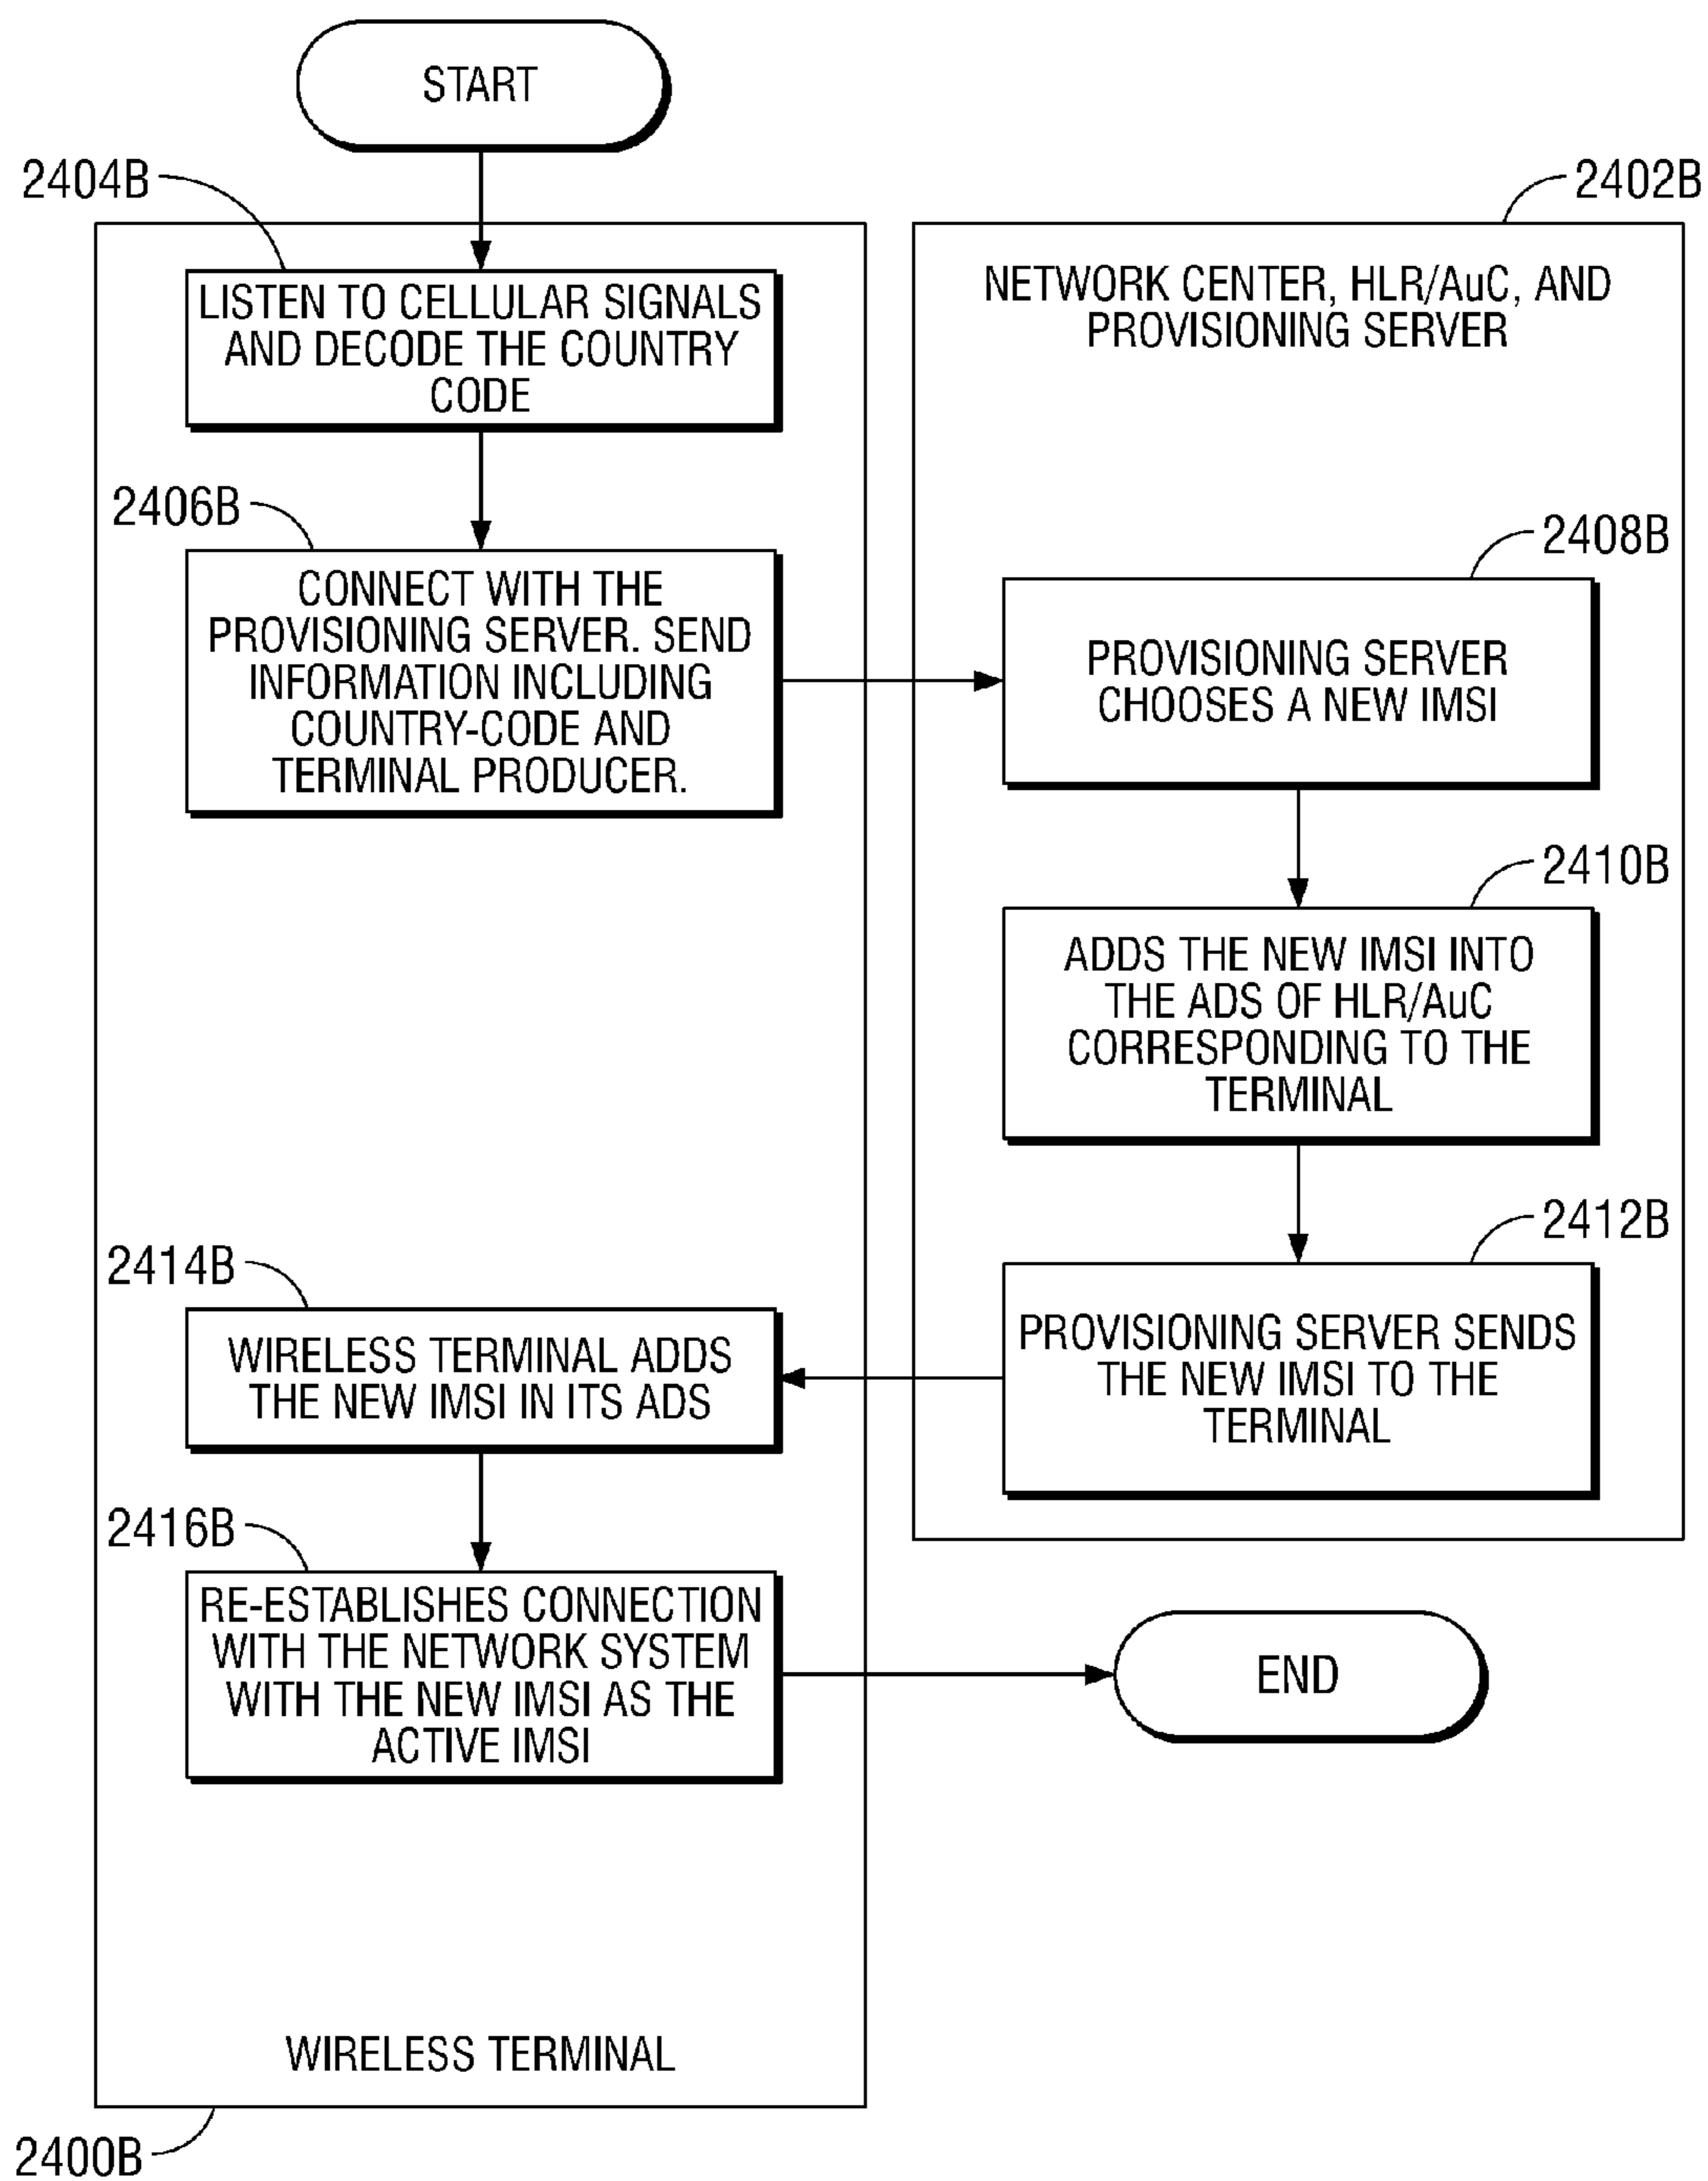 START
2404B
2402B
LISTEN TO CELLULAR SIGNALS
AND DECODE THE COUNTRY
CODE
NETWORK CENTER, HLR/AuC, AND
PROVISIONING SERVER
2406B
CONNECT WITH THE
PROVISIONING SERVER. SEND
INFORMATION INCLUDING
COUNTRY-CODE AND
TERMINAL PRODUCER.
2408B
PROVISIONING SERVER
CHOOSES A NEW IMSI
2410B
ADDS THE NEW IMSI INTO
THE ADS OF HLR/AuC
CORRESPONDING TO THE
TERMINAL
2412B
PROVISIONING SERVER SENDS
THE NEW IMSI TO THE
TERMINAL
2414B
WIRELESS TERMINAL ADDS
THE NEW IMSI IN ITS ADS
2416B
RE-ESTABLISHES CONNECTION
WITH THE NETWORK SYSTEM
WITH THE NEW IMSI AS THE
ACTIVE IMSI
END
WIRELESS TERMINAL
2400B